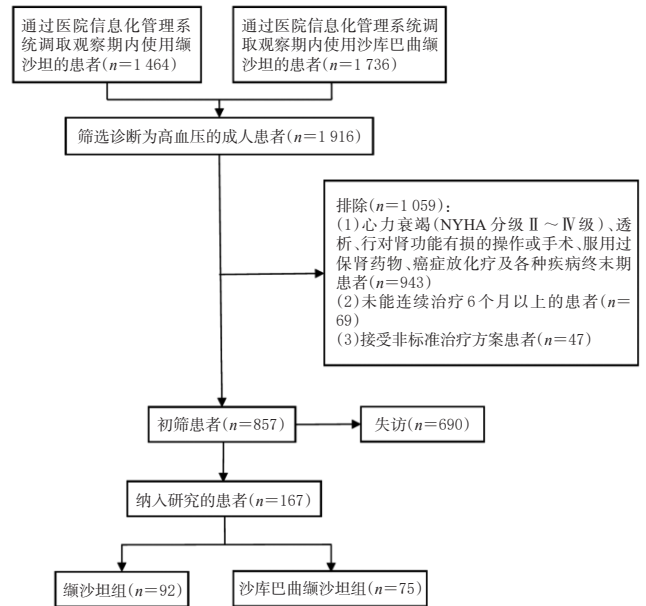 通过医院信息化管理系
统调取观察期内使用缬
沙坦的患者(n=1 464)
通过医院信息化管理系统调
取观察期内使用沙库巴曲缬
沙坦的患者(n=1 736)
筛选诊断为高血压的成人患者(n=1 916)
排除(n=1 059)：
(1)心力衰竭(NYHA 分级 Ⅱ～Ⅳ级)、透
析、行对肾功能有损的操作或手术、服用过
保肾药物、癌症放化疗及各种疾病终末期
患者(n=943)
(2)未能连续治疗6个月以上的患者(n=
69)
(3)接受非标准治疗方案患者(n=47)
初筛患者(n=857)
失访(n=690)
纳入研究的患者(n=167)
缬沙坦组(n=92)
沙库巴曲缬沙坦组(n=75)